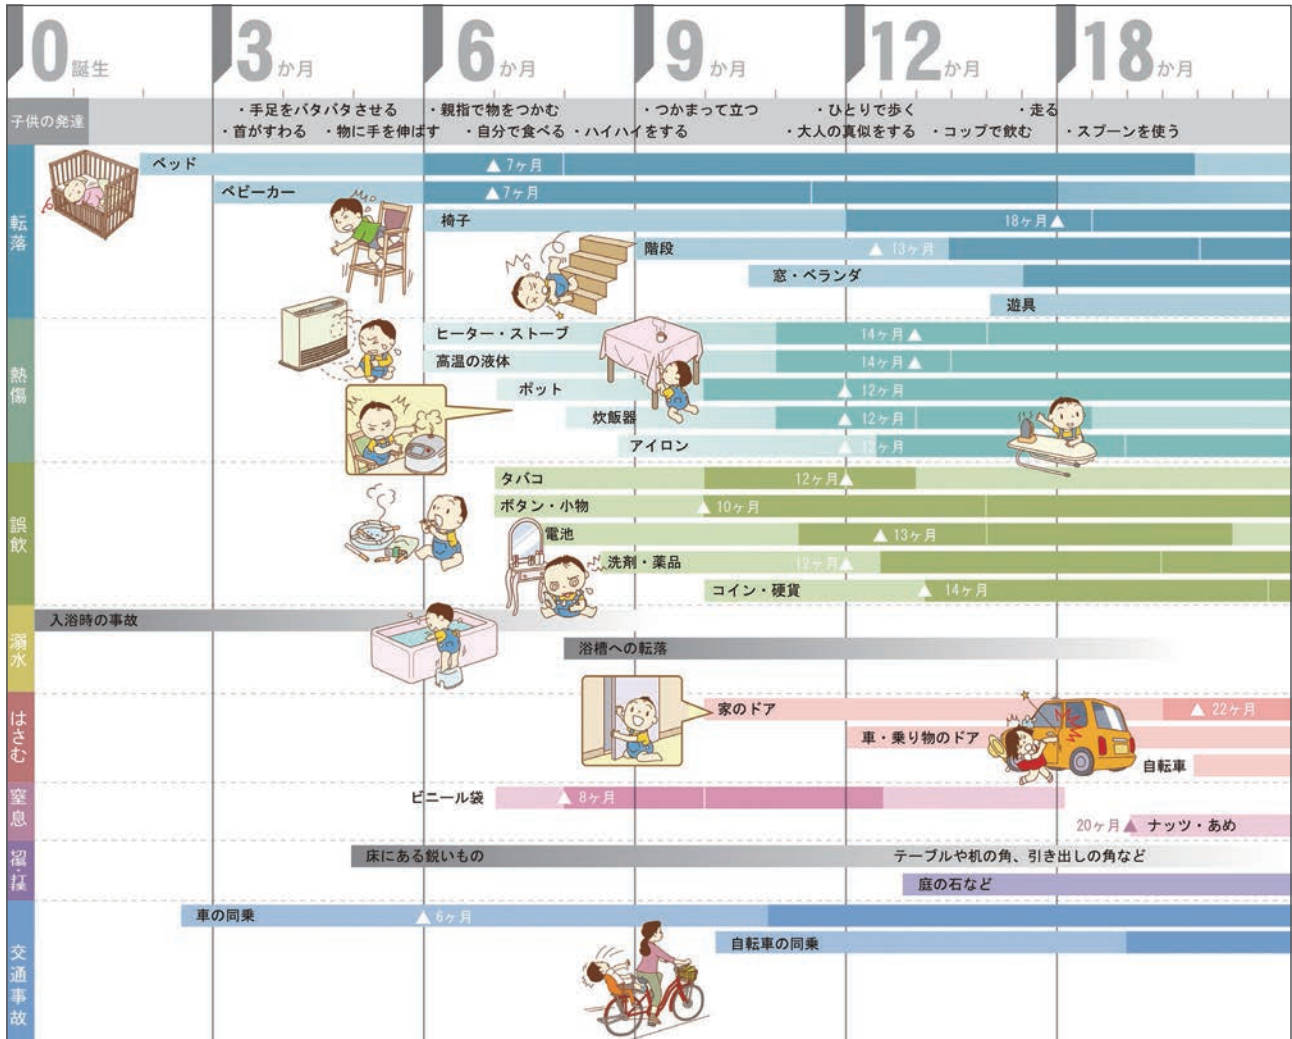 0 誕生
3 か月
6 か月
9 か月
12 か月
18 か月
子供の発達
・手足をバタバタさせる
・親指で物をつかむ
・つかまって立つ
・ひとりで歩く
・走る
・首がすわる
・物に手を伸ばす
・自分で食べる
・ハイハイをする
・大人の真似をする
・コップで飲む
・スプーンを使う
転落
ベッド
▲7ヶ月
ベビーカー
▲7ヶ月
椅子
18ヶ月▲
階段
▲13ヶ月
窓・ベランダ
遊具
熱傷
ヒーター・ストーブ
14ヶ月▲
高温の液体
14ヶ月▲
ポット
▲12ヶ月
炊飯器
▲12ヶ月
アイロン
▲12ヶ月
誤飲
タバコ
12ヶ月▲
ボタン・小物
▲10ヶ月
電池
▲13ヶ月
洗剤・薬品
12ヶ月▲
コイン・硬貨
▲14ヶ月
溺水
入浴時の事故
浴槽への転落
はさむ
家のドア
▲22ヶ月
車・乗り物のドア
自転車
窒息
ビニール袋
▲8ヶ月
20ヶ月▲
ナッツ・あめ
床にある鋭いもの
テーブルや机の角、引き出しの角など
庭の石など
交通事故
車の同乗
▲6ヶ月
自転車の同乗